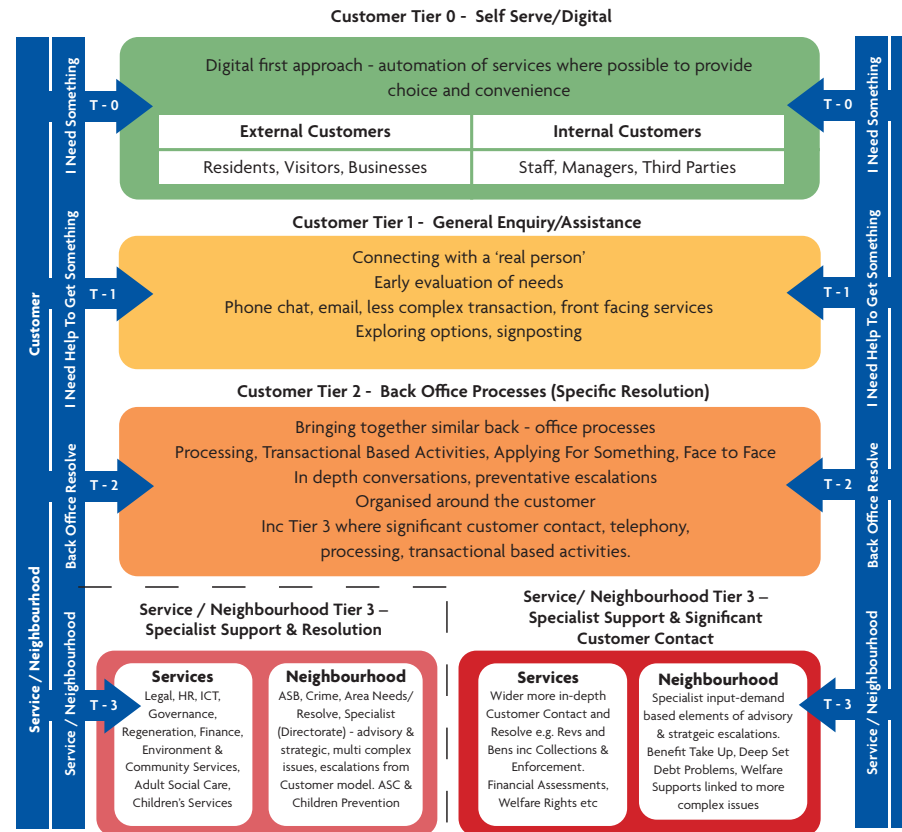 Customer Tier 0 - Self Serve/Digital
Digital first approach - automation of services where possible to provide
choice and convenience
External Customers
Internal Customers
Residents, Visitors, Businesses
Staff, Managers, Third Parties
Customer Tier 1 - General Enquiry/Assistance
Connecting with a ‘real person’
Early evaluation of needs
Phone chat, email, less complex transaction, front facing services
Exploring options, signposting
Customer Tier 2 - Back Office Processes (Specific Resolution)
Bringing together similar back - office processes
Processing, Transactional Based Activities, Applying For Something, Face to Face
In depth conversations, preventative escalations
Organised around the customer
Inc Tier 3 where significant customer contact, telephony,
processing, transactional based activities.
Service / Neighbourhood Tier 3 –
Specialist Support & Resolution
Services
Legal, HR, ICT,
Governance,
Regeneration, Finance,
Environment &
Community Services,
Adult Social Care,
Children’s Services
Neighbourhood
ASB, Crime, Area Needs/
Resolve, Specialist
(Directorate) - advisory &
strategic, multi complex
issues, escalations from
Customer model. ASC &
Children Prevention
Service/ Neighbourhood Tier 3 –
Specialist Support & Significant
Customer Contact
Services
Wider more in-depth
Customer Contact and
Resolve e.g. Revs and
Bens inc Collections &
Enforcement.
Financial Assessments,
Welfare Rights etc
Neighbourhood
Specialist input-demand
based elements of advisory
& stratgeic escalations.
Benefit Take Up, Deep Set
Debt Problems, Welfare
Supports linked to more
complex issues
Customer
Service / Neighbourhood
I Need Something
I Need Help To Get Something
Back Office Resolve
Service / Neighbourhood
T - 0
T - 1
T - 2
T - 3
T - 0
T - 1
T - 2
T - 3
I Need Something
I Need Help To Get Something
Back Office Resolve
Service / Neighbourhood